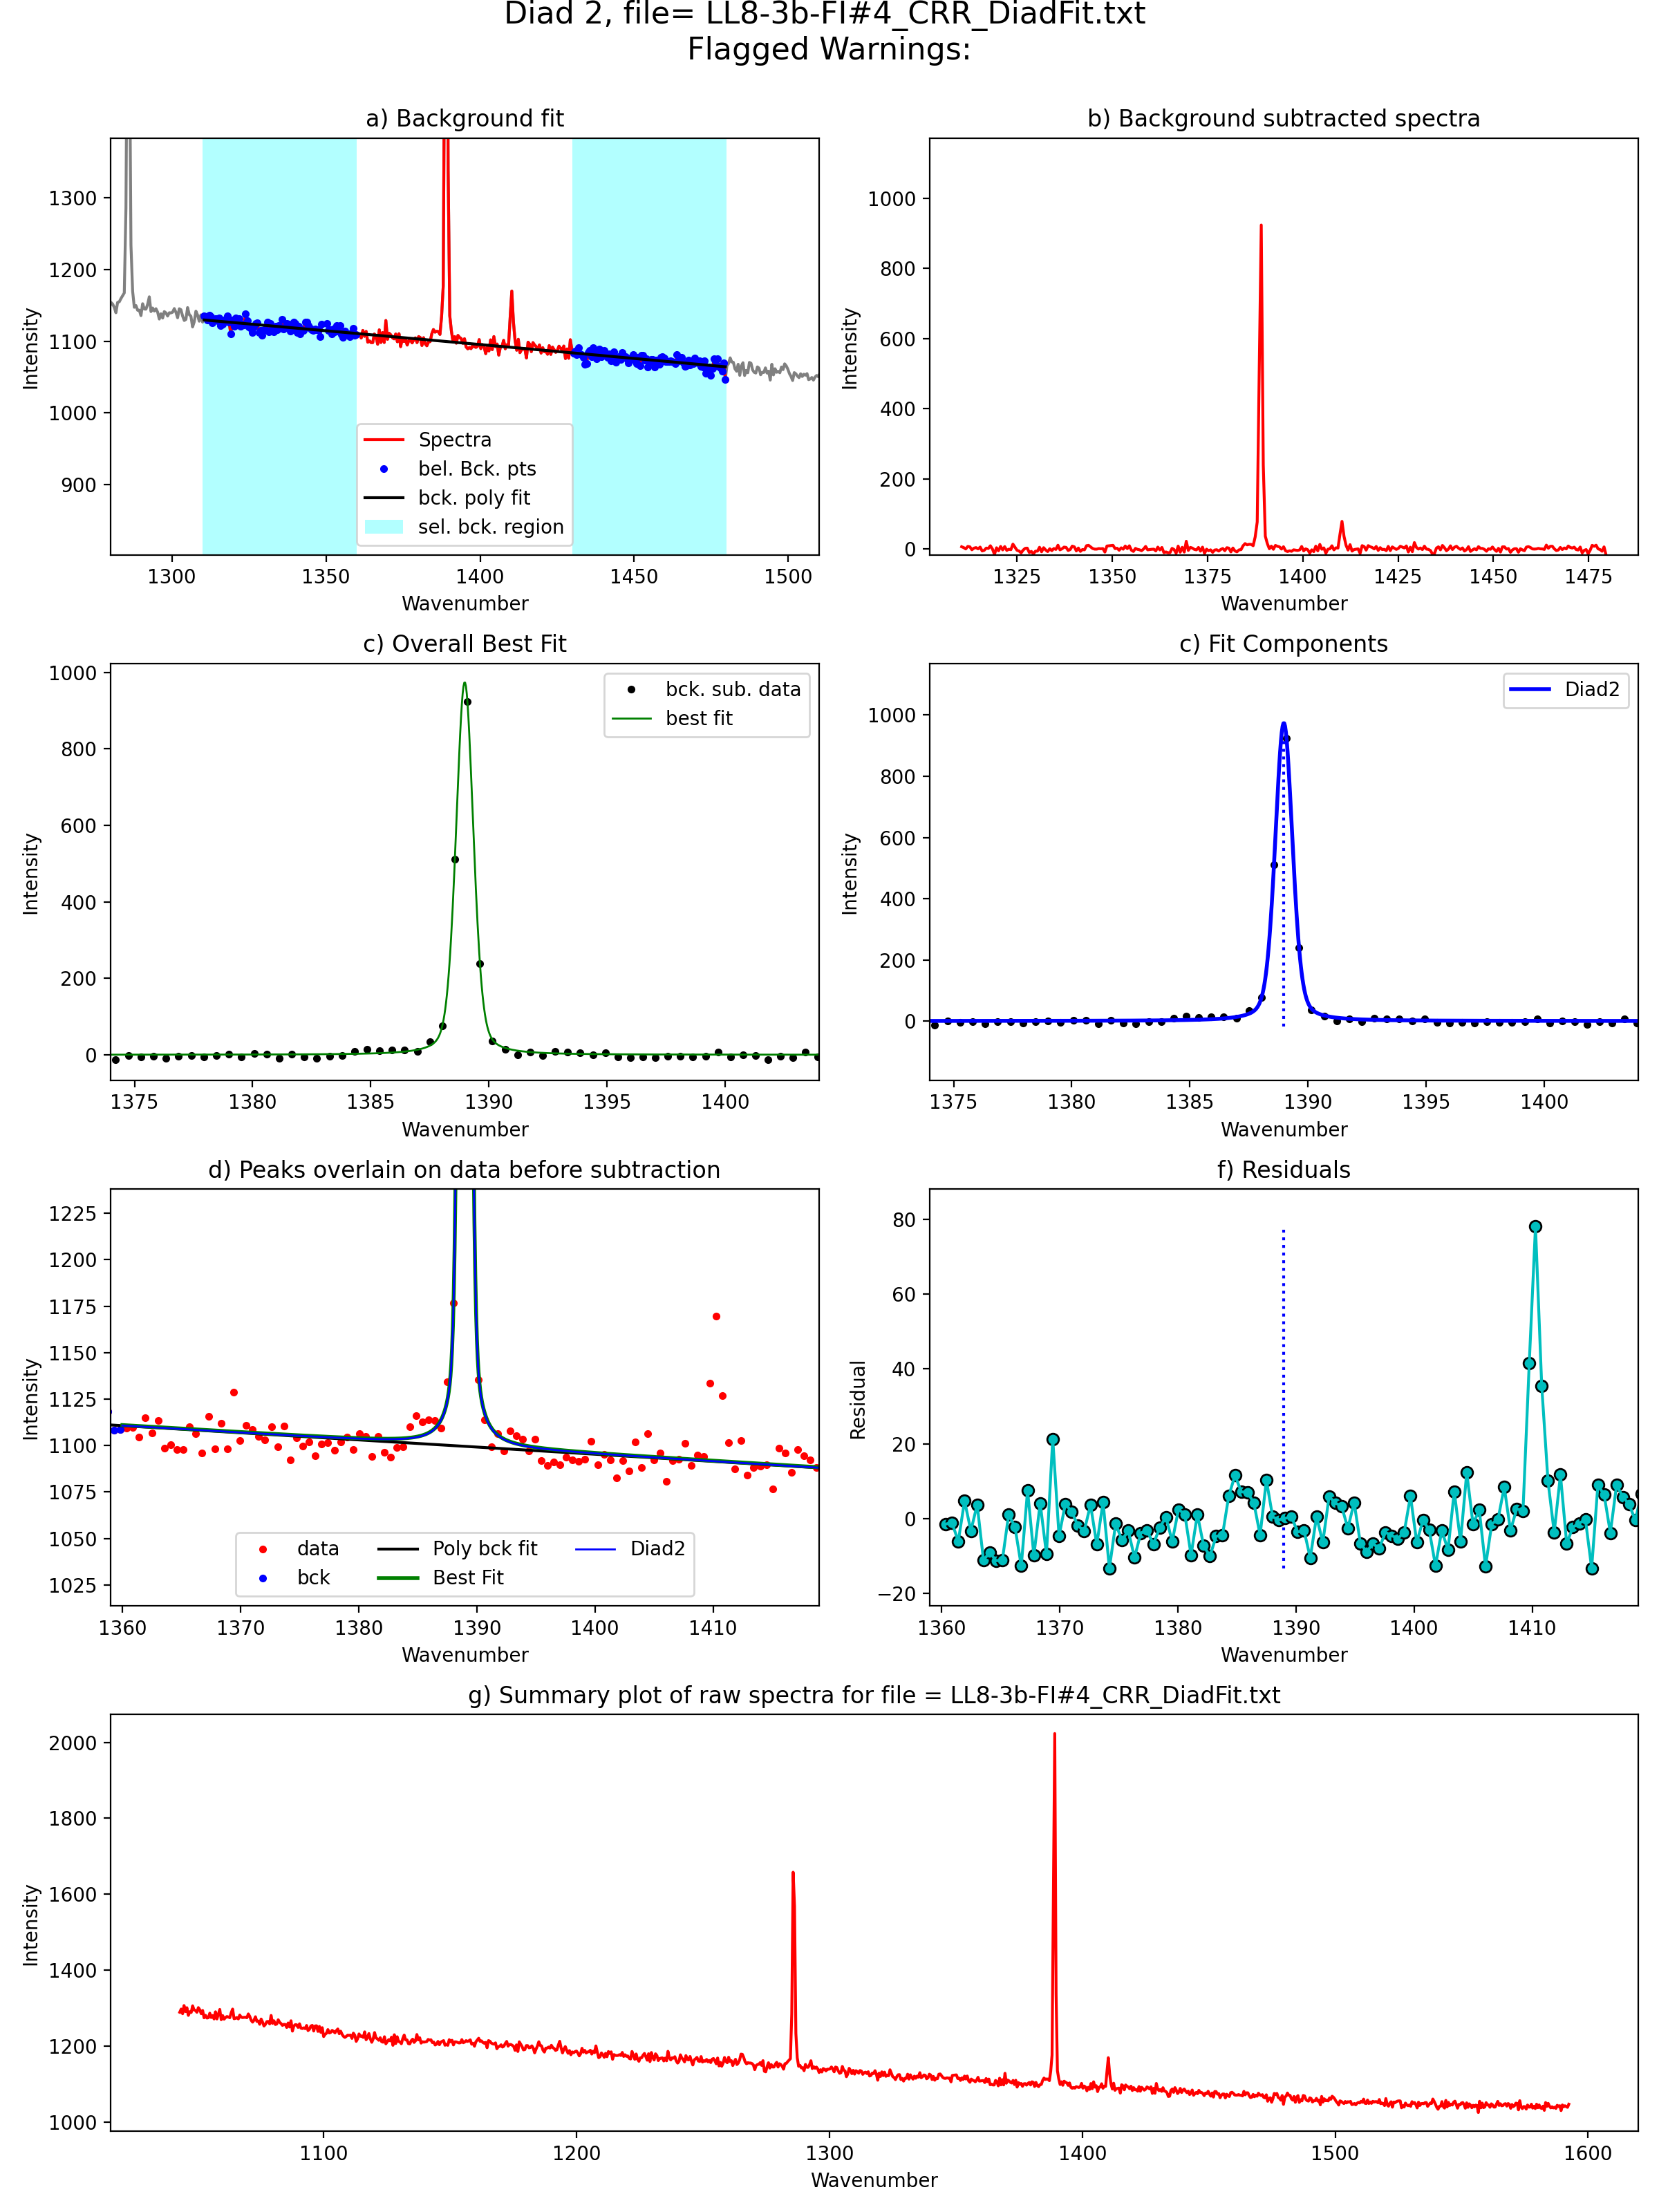 Diad 2, file= LL8-3b-FI#4_CRR_DiadFit.txt
Flagged Warnings:
a) Background fit
Intensity
1300
1200
1100
1000
900
Spectra
bel. Bck. pts
bck. poly fit
sel. bck. region
1300 1350 1400 1450 1500
Wavenumber
b) Background subtracted spectra
Intensity
1000
800
600
400
200
0
1325 1350 1375 1400 1425 1450 1475
Wavenumber
c) Overall Best Fit
Intensity
1000
800
600
400
200
0
bck. sub. data
best fit
1375 1380 1385 1390 1395 1400
Wavenumber
c) Fit Components
Intensity
1000
800
600
400
200
0
Diad2
1375 1380 1385 1390 1395 1400
Wavenumber
d) Peaks overlain on data before subtraction
Intensity
1225
1200
1175
1150
1125
1100
1075
1050
1025
data Poly bck fit Diad2
bck Best Fit
1360 1370 1380 1390 1400 1410
Wavenumber
f) Residuals
Residual
80
60
40
20
0
−20
1360 1370 1380 1390 1400 1410
Wavenumber
g) Summary plot of raw spectra for file = LL8-3b-FI#4_CRR_DiadFit.txt
Intensity
2000
1800
1600
1400
1200
1000
1100 1200 1300 1400 1500 1600
Wavenumber